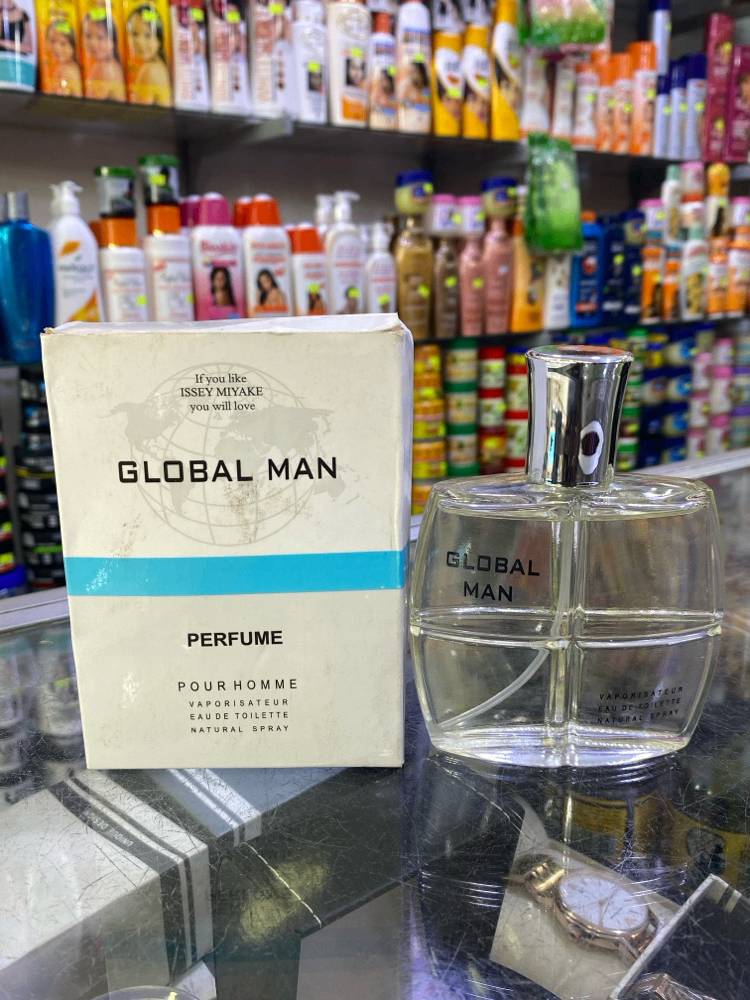 If you like
ISSEY MIYAKE
you will love
GLOBAL MAN
PERFUME
POUR HOMME
VAPORISATEUR
EAU DE TOILETTE
NATURAL SPRAY
GLOBAL
MAN
VAPORISATEUR
EAU DE TOILETTE
NATURAL SPRAY